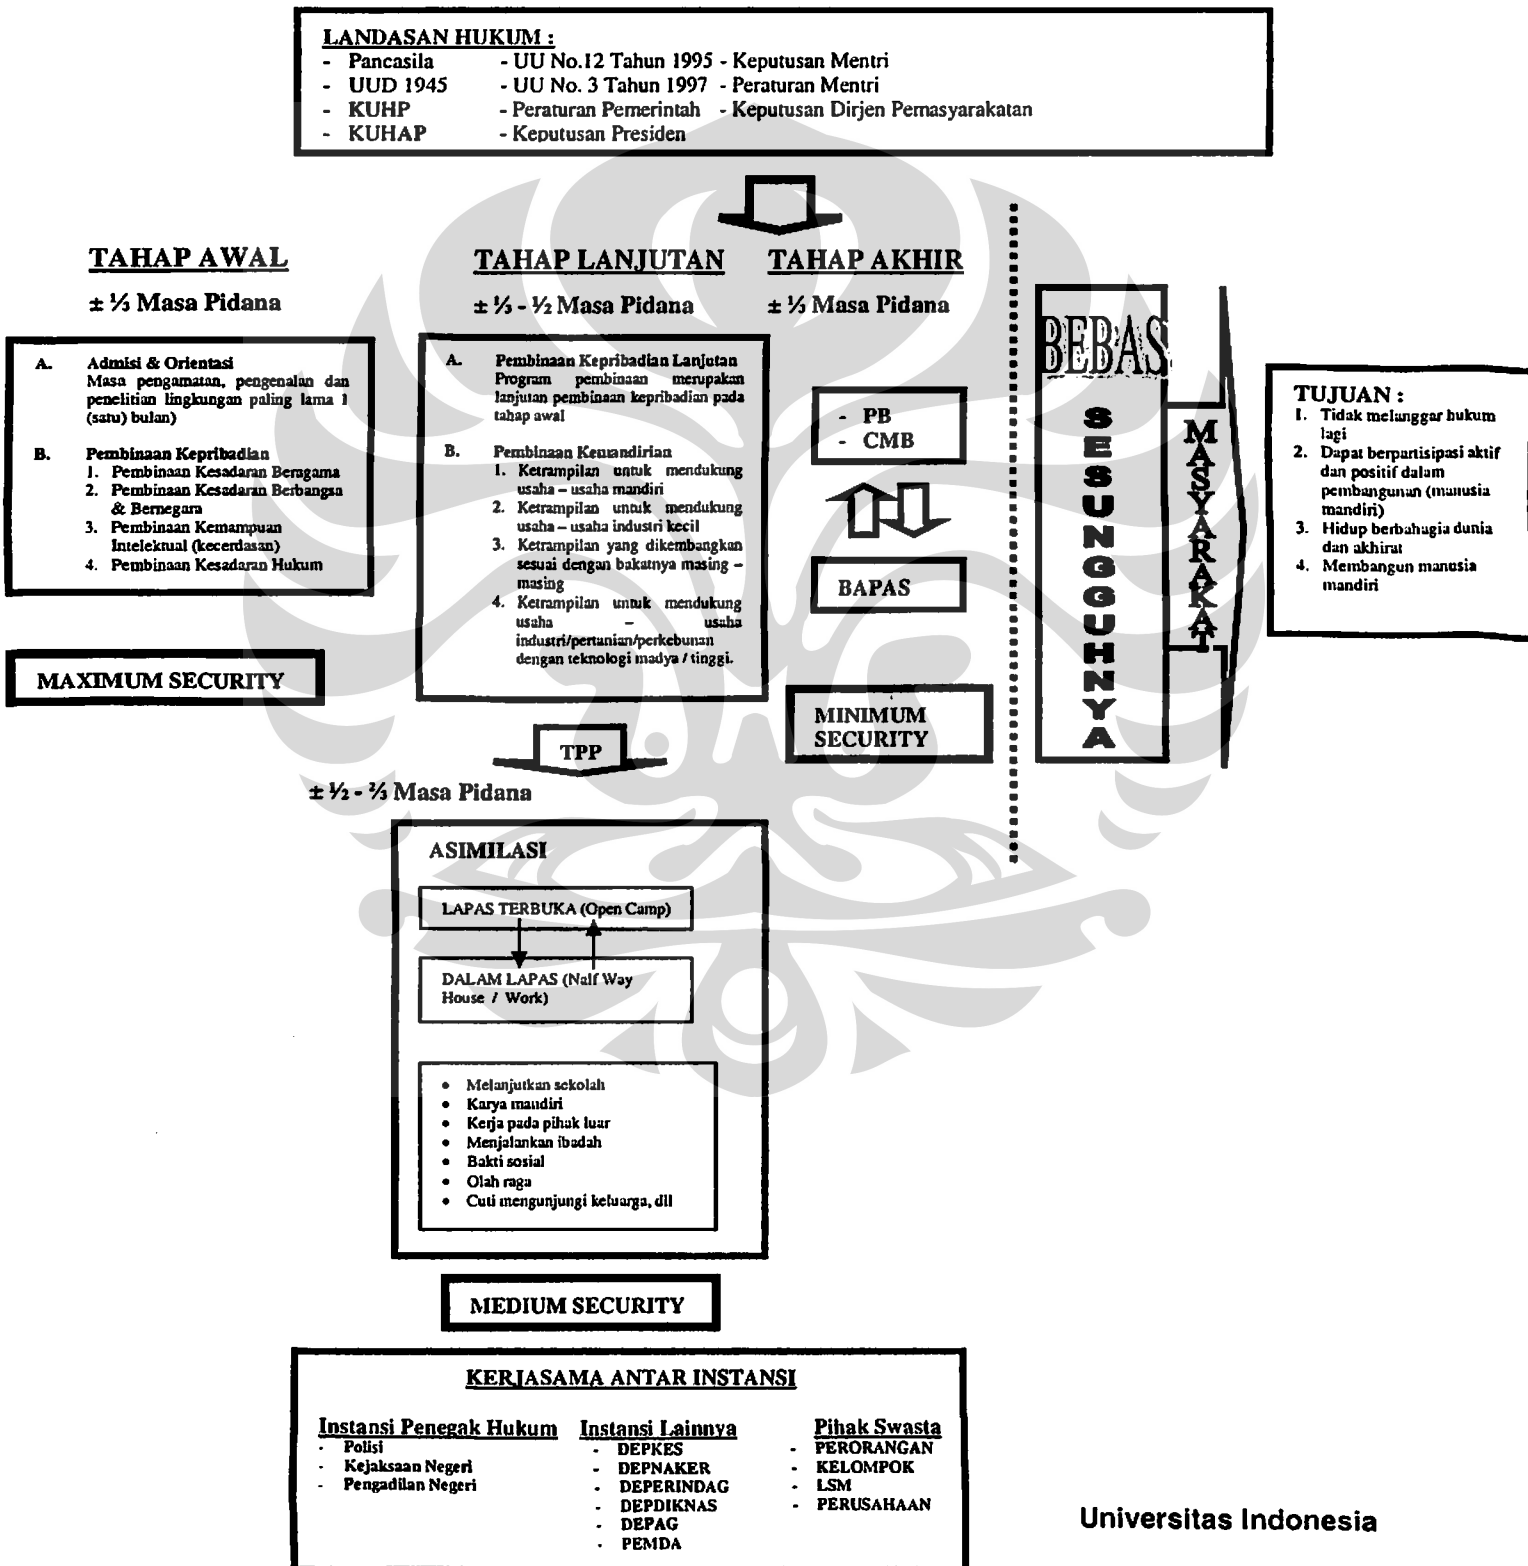 LANDASAN HUKUM :
- Pancasila - UU No.12 Tahun 1995 - Keputusan Mentri
- UUD 1945 - UU No. 3 Tahun 1997 - Peraturan Mentri
- KUHP - Peraturan Pemerintah - Keputusan Dirjen Pemasyarakatan
- KUHAP - Keputusan Presiden
TAHAP AWAL
± ⅓ Masa Pidana
A. Admisi & Orientasi
Masa pengamatan, pengenalan dan
penelitian lingkungan paling lama 1
(satu) bulan)
B. Pembinaan Kepribadian
1. Pembinaan Kesadaran Beragama
2. Pembinaan Kesadaran Berbangsa
& Bernegara
3. Pembinaan Kemampuan
Intelektual (kecerdasan)
4. Pembinaan Kesadaran Hukum
MAXIMUM SECURITY
TAHAP LANJUTAN
± ⅓ - ½ Masa Pidana
A. Pembinaan Kepribadian Lanjutan
Program pembinaan merupakan
lanjutan pembinaan kepribadian pada
tahap awal
B. Pembinaan Kemandirian
1. Ketrampilan untuk mendukung
usaha – usaha mandiri
2. Ketrampilan untuk mendukung
usaha – usaha industri kecil
3. Ketrampilan yang dikembangkan
sesuai dengan bakatnya masing –
masing
4. Ketrampilan untuk mendukung
usaha – usaha
industri/pertanian/perkebunan
dengan teknologi madya / tinggi.
TPP
± ½ - ⅔ Masa Pidana
ASIMILASI
LAPAS TERBUKA (Open Camp)
DALAM LAPAS (Nalf Way
House / Work)
• Melanjutkan sekolah
• Karya mandiri
• Kerja pada pihak luar
• Menjalankan ibadah
• Bakti sosial
• Olah raga
• Cuti mengunjungi keluarga, dll
MEDIUM SECURITY
TAHAP AKHIR
± ⅓ Masa Pidana
- PB
- CMB
BAPAS
MINIMUM
SECURITY
BEBAS
SESUNGGUHNYA
MASYARAKAT
TUJUAN :
1. Tidak melanggar hukum
lagi
2. Dapat berpartisipasi aktif
dan positif dalam
pembangunan (manusia
mandiri)
3. Hidup berbahagia dunia
dan akhirat
4. Membangun manusia
mandiri
KERJASAMA ANTAR INSTANSI
Instansi Penegak Hukum
- Polisi
- Kejaksaan Negeri
- Pengadilan Negeri
Instansi Lainnya
- DEPKES
- DEPNAKER
- DEPERINDAG
- DEPDIKNAS
- DEPAG
- PEMDA
Pihak Swasta
- PERORANGAN
- KELOMPOK
- LSM
- PERUSAHAAN
Universitas Indonesia